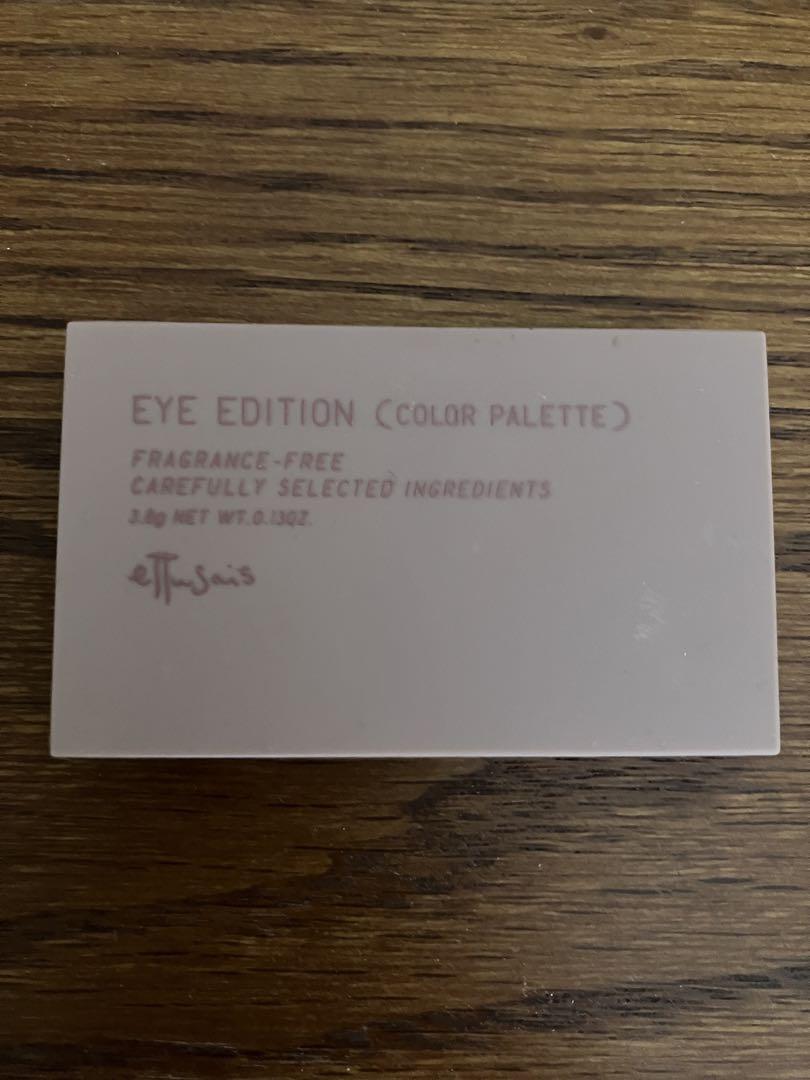 EYE EDITION (COLOR PALETTE)
FRAGRANCE-FREE
CAREFULLY SELECTED INGREDIENTS
3.8g NET WT.0.13OZ.
ettusais